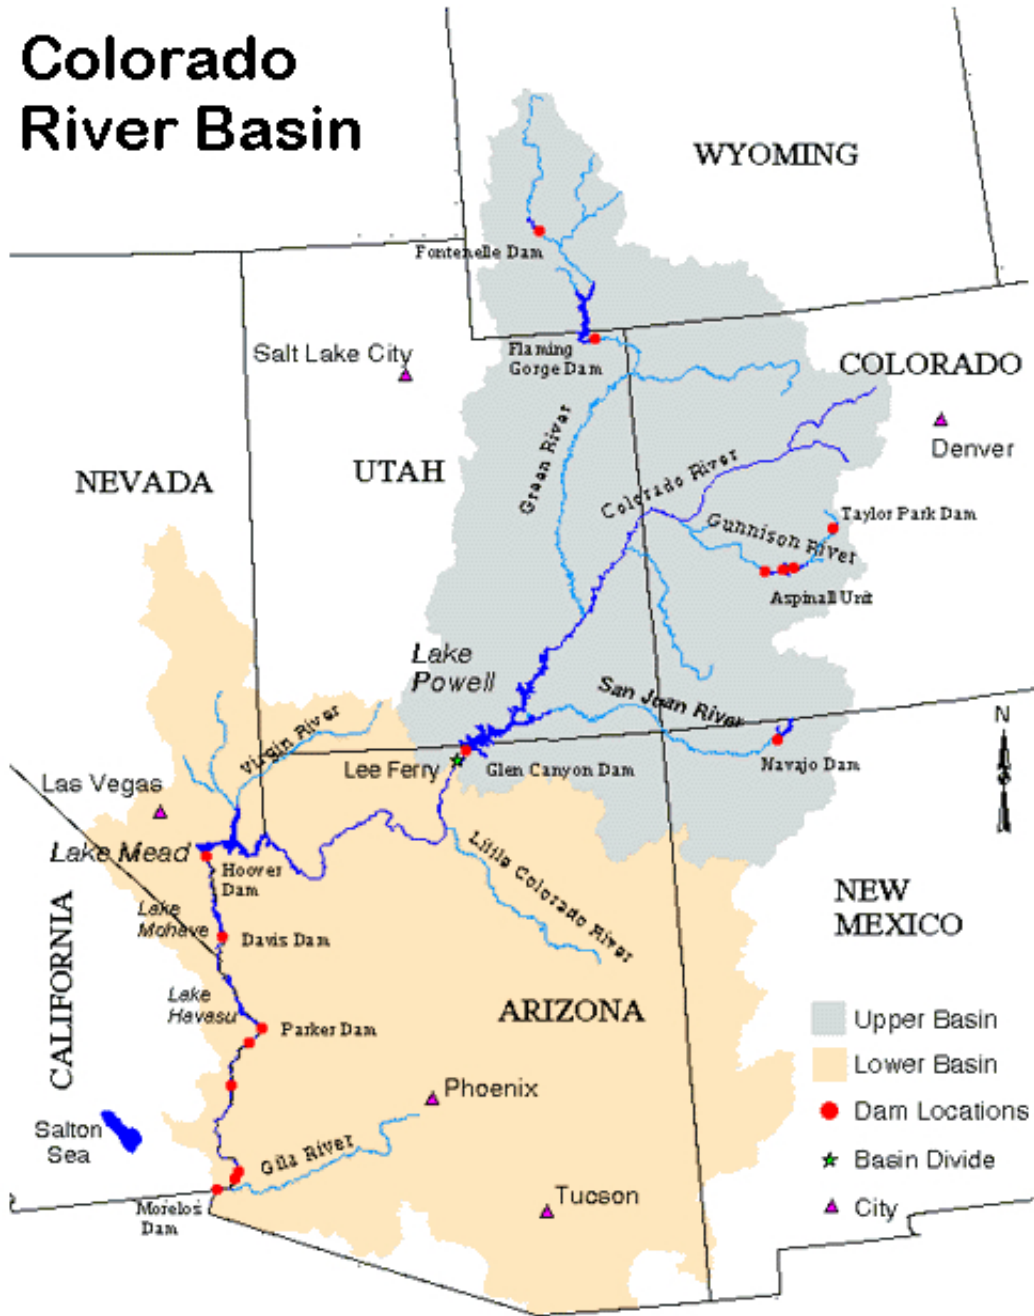 Colorado
River Basin
WYOMING
Fontenelle Dam
Salt Lake City
Flaming
Gorge Dam
COLORADO
Denver
NEVADA
UTAH
Green River
Colorado River
Gunnison River
Taylor Park Dam
Aspinall Unit
Lake
Powell
San Juan River
Virgin River
N
Lee Ferry
Glen Canyon Dam
Navajo Dam
Las Vegas
Lake Mead
Hoover
Dam
Little Colorado River
NEW
MEXICO
Lake
Mohave
Davis Dam
CALIFORNIA
Lake
Havasu
Parker Dam
ARIZONA
Upper Basin
Lower Basin
Phoenix
Dam Locations
Salton
Sea
Gila River
Basin Divide
Tucson
City
Morelos
Dam